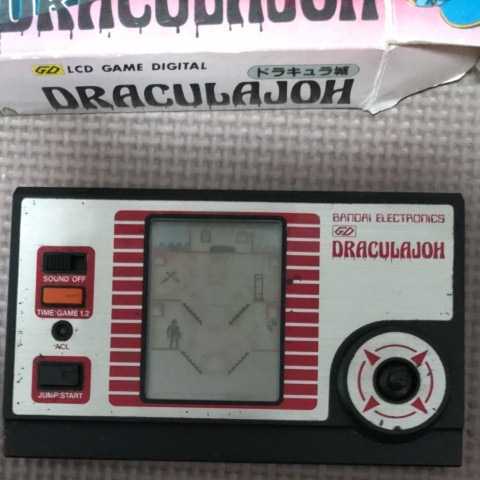 DRACULAJOH
GD LCD GAME DIGITAL
ドラキュラ城
DRACULAJOH
BANDAI ELECTRONICS
GD
DRACULAJOH
SOUND OFF
TIME GAME 1.2
ACL
JUMP/START